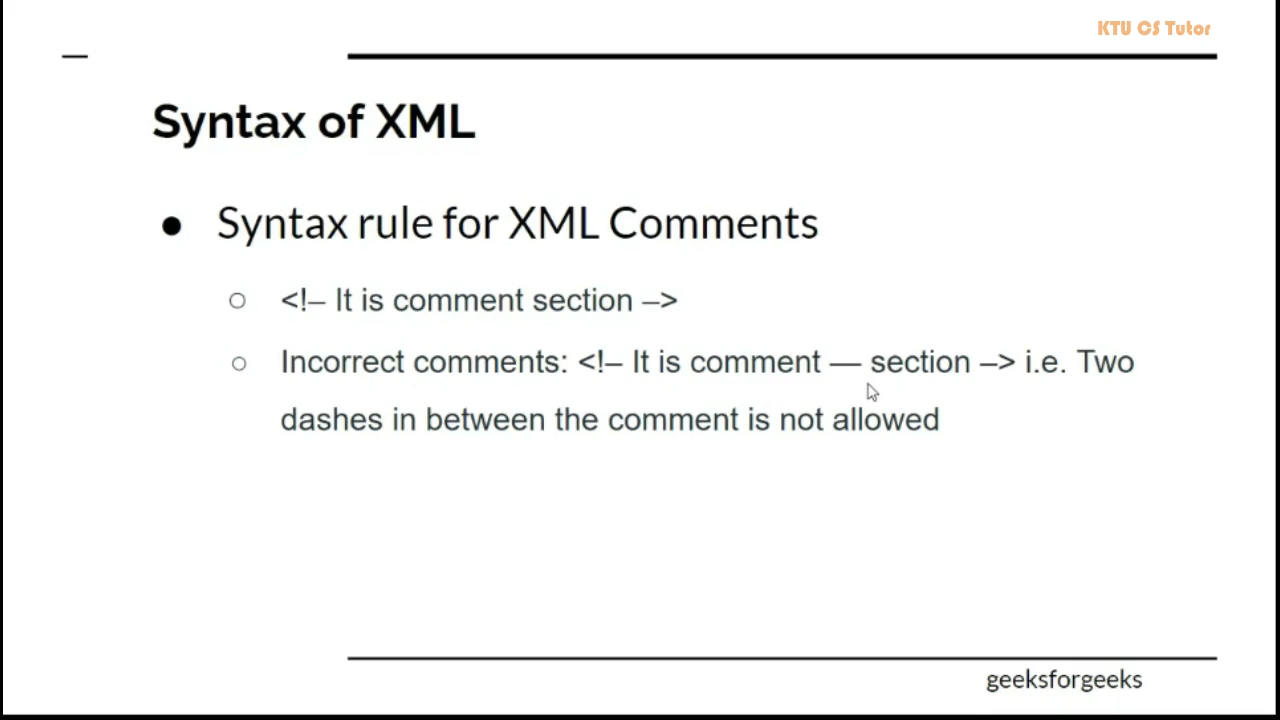 KTU CS Tutor
Syntax of XML
● Syntax rule for XML Comments
○ <!– It is comment section –>
○ Incorrect comments: <!– It is comment — section –> i.e. Two
dashes in between the comment is not allowed
geeksforgeeks